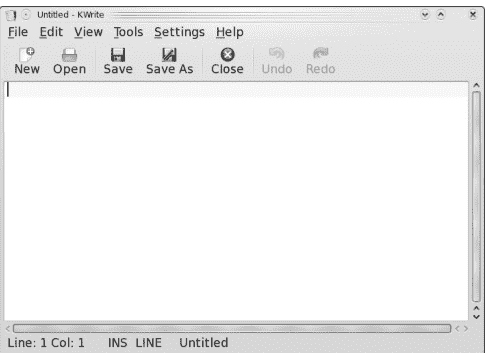 Untitled - KWrite
File Edit View Tools Settings Help
New Open Save Save As Close Undo Redo
Line: 1 Col: 1 INS LINE Untitled